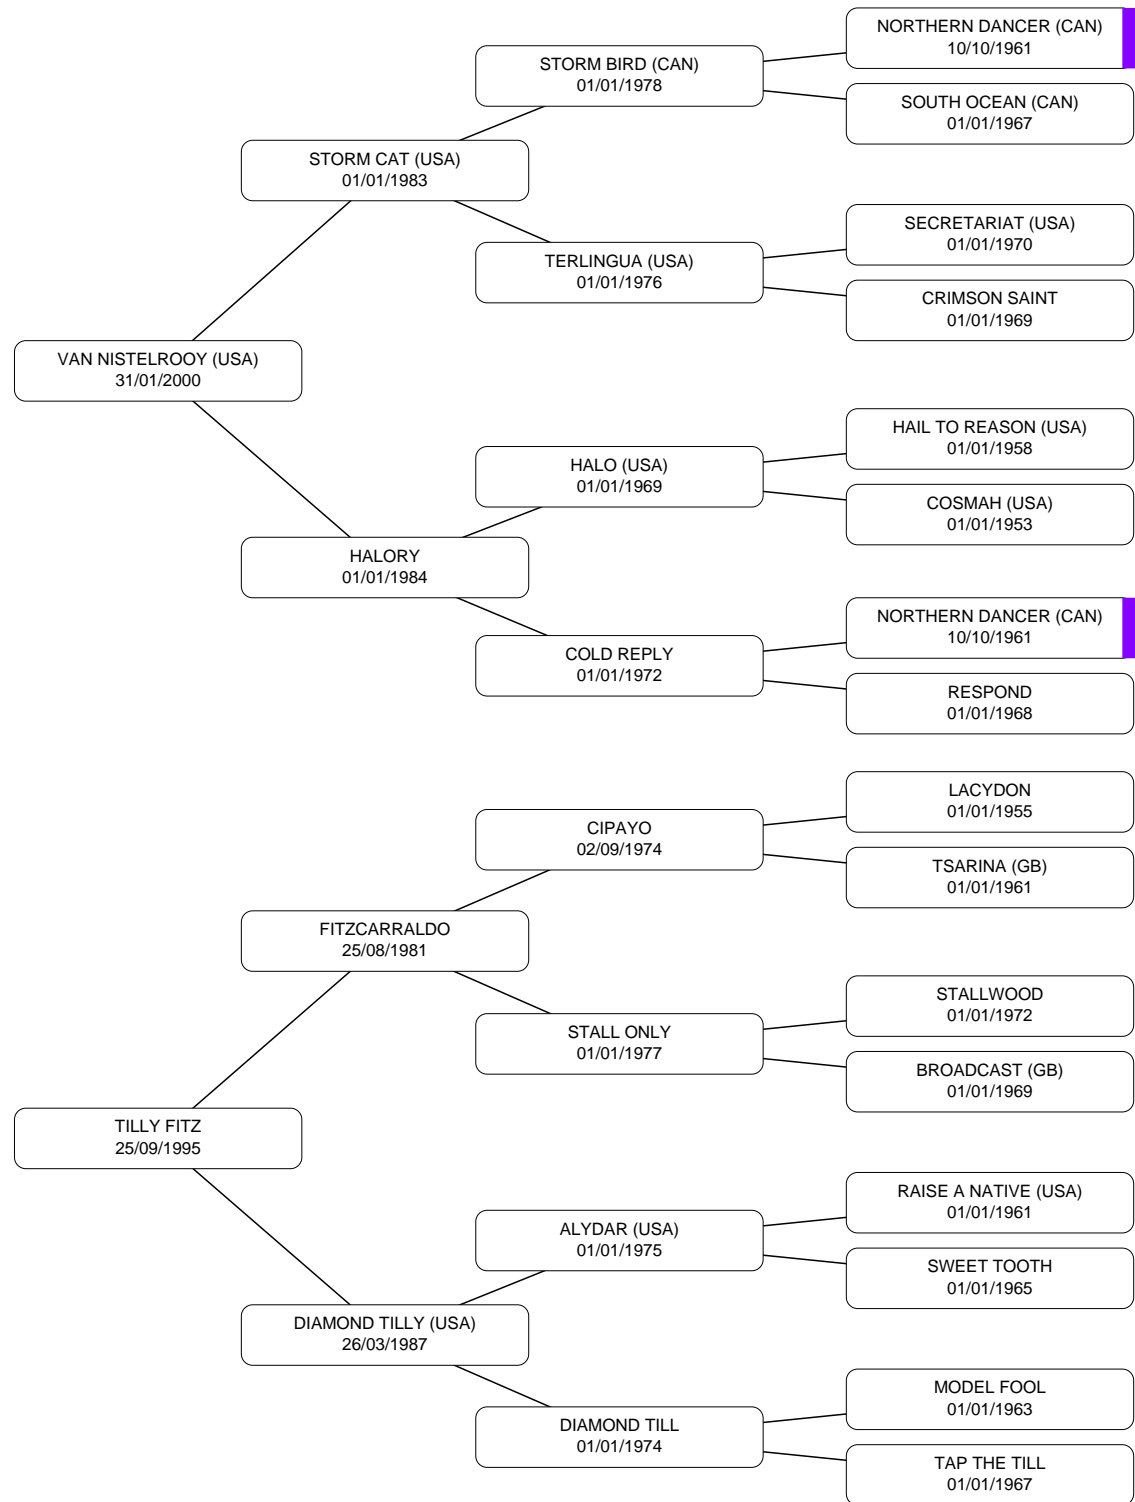 NORTHERN DANCER (CAN)
10/10/1961
STORM BIRD (CAN)
01/01/1978
SOUTH OCEAN (CAN)
01/01/1967
STORM CAT (USA)
01/01/1983
SECRETARIAT (USA)
01/01/1970
TERLINGUA (USA)
01/01/1976
CRIMSON SAINT
01/01/1969
VAN NISTELROOY (USA)
31/01/2000
HAIL TO REASON (USA)
01/01/1958
HALO (USA)
01/01/1969
COSMAH (USA)
01/01/1953
HALORY
01/01/1984
NORTHERN DANCER (CAN)
10/10/1961
COLD REPLY
01/01/1972
RESPOND
01/01/1968
LACYDON
01/01/1955
CIPAYO
02/09/1974
TSARINA (GB)
01/01/1961
FITZCARRALDO
25/08/1981
STALLWOOD
01/01/1972
STALL ONLY
01/01/1977
BROADCAST (GB)
01/01/1969
TILLY FITZ
25/09/1995
RAISE A NATIVE (USA)
01/01/1961
ALYDAR (USA)
01/01/1975
SWEET TOOTH
01/01/1965
DIAMOND TILLY (USA)
26/03/1987
MODEL FOOL
01/01/1963
DIAMOND TILL
01/01/1974
TAP THE TILL
01/01/1967